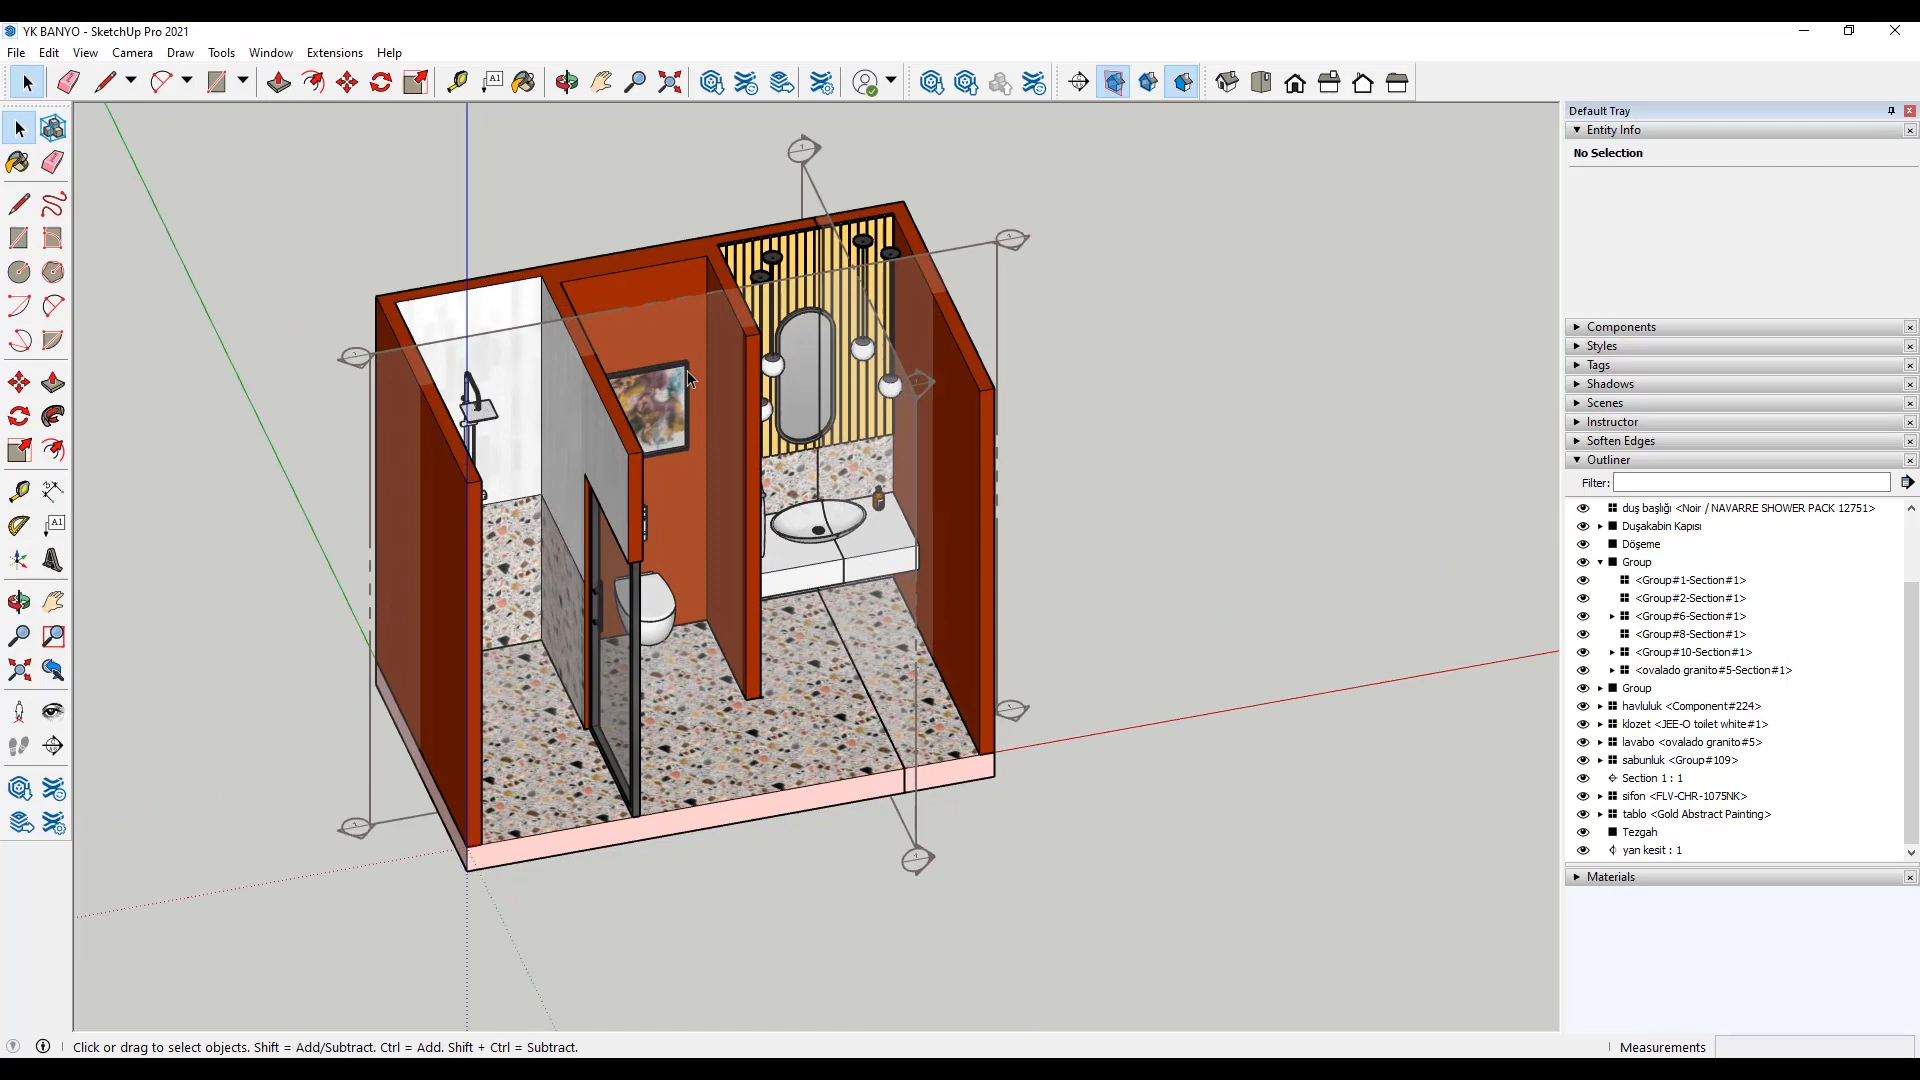 YK BANYO - SketchUp Pro 2021
File Edit View Camera Draw Tools Window Extensions Help
A1
Default Tray
Entity Info
No Selection
Components
Styles
Tags
Shadows
Scenes
Instructor
Soften Edges
Outliner
Filter:
duş başlığı <Noir / NAVARRE SHOWER PACK 12751>
Duşakabin Kapısı
Döşeme
Group
<Group#1-Section#1>
<Group#2-Section#1>
<Group#6-Section#1>
<Group#8-Section#1>
<Group#10-Section#1>
<ovalado granito#5-Section#1>
Group
havluluk <Component#224>
klozet <JEE-O toilet white#1>
lavabo <ovalado granito#5>
sabunluk <Group#109>
Section 1 : 1
sifon <FLV-CHR-1075NK>
tablo <Gold Abstract Painting>
Tezgah
yan kesit : 1
Materials
A1
Click or drag to select objects. Shift = Add/Subtract. Ctrl = Add. Shift + Ctrl = Subtract.
Measurements